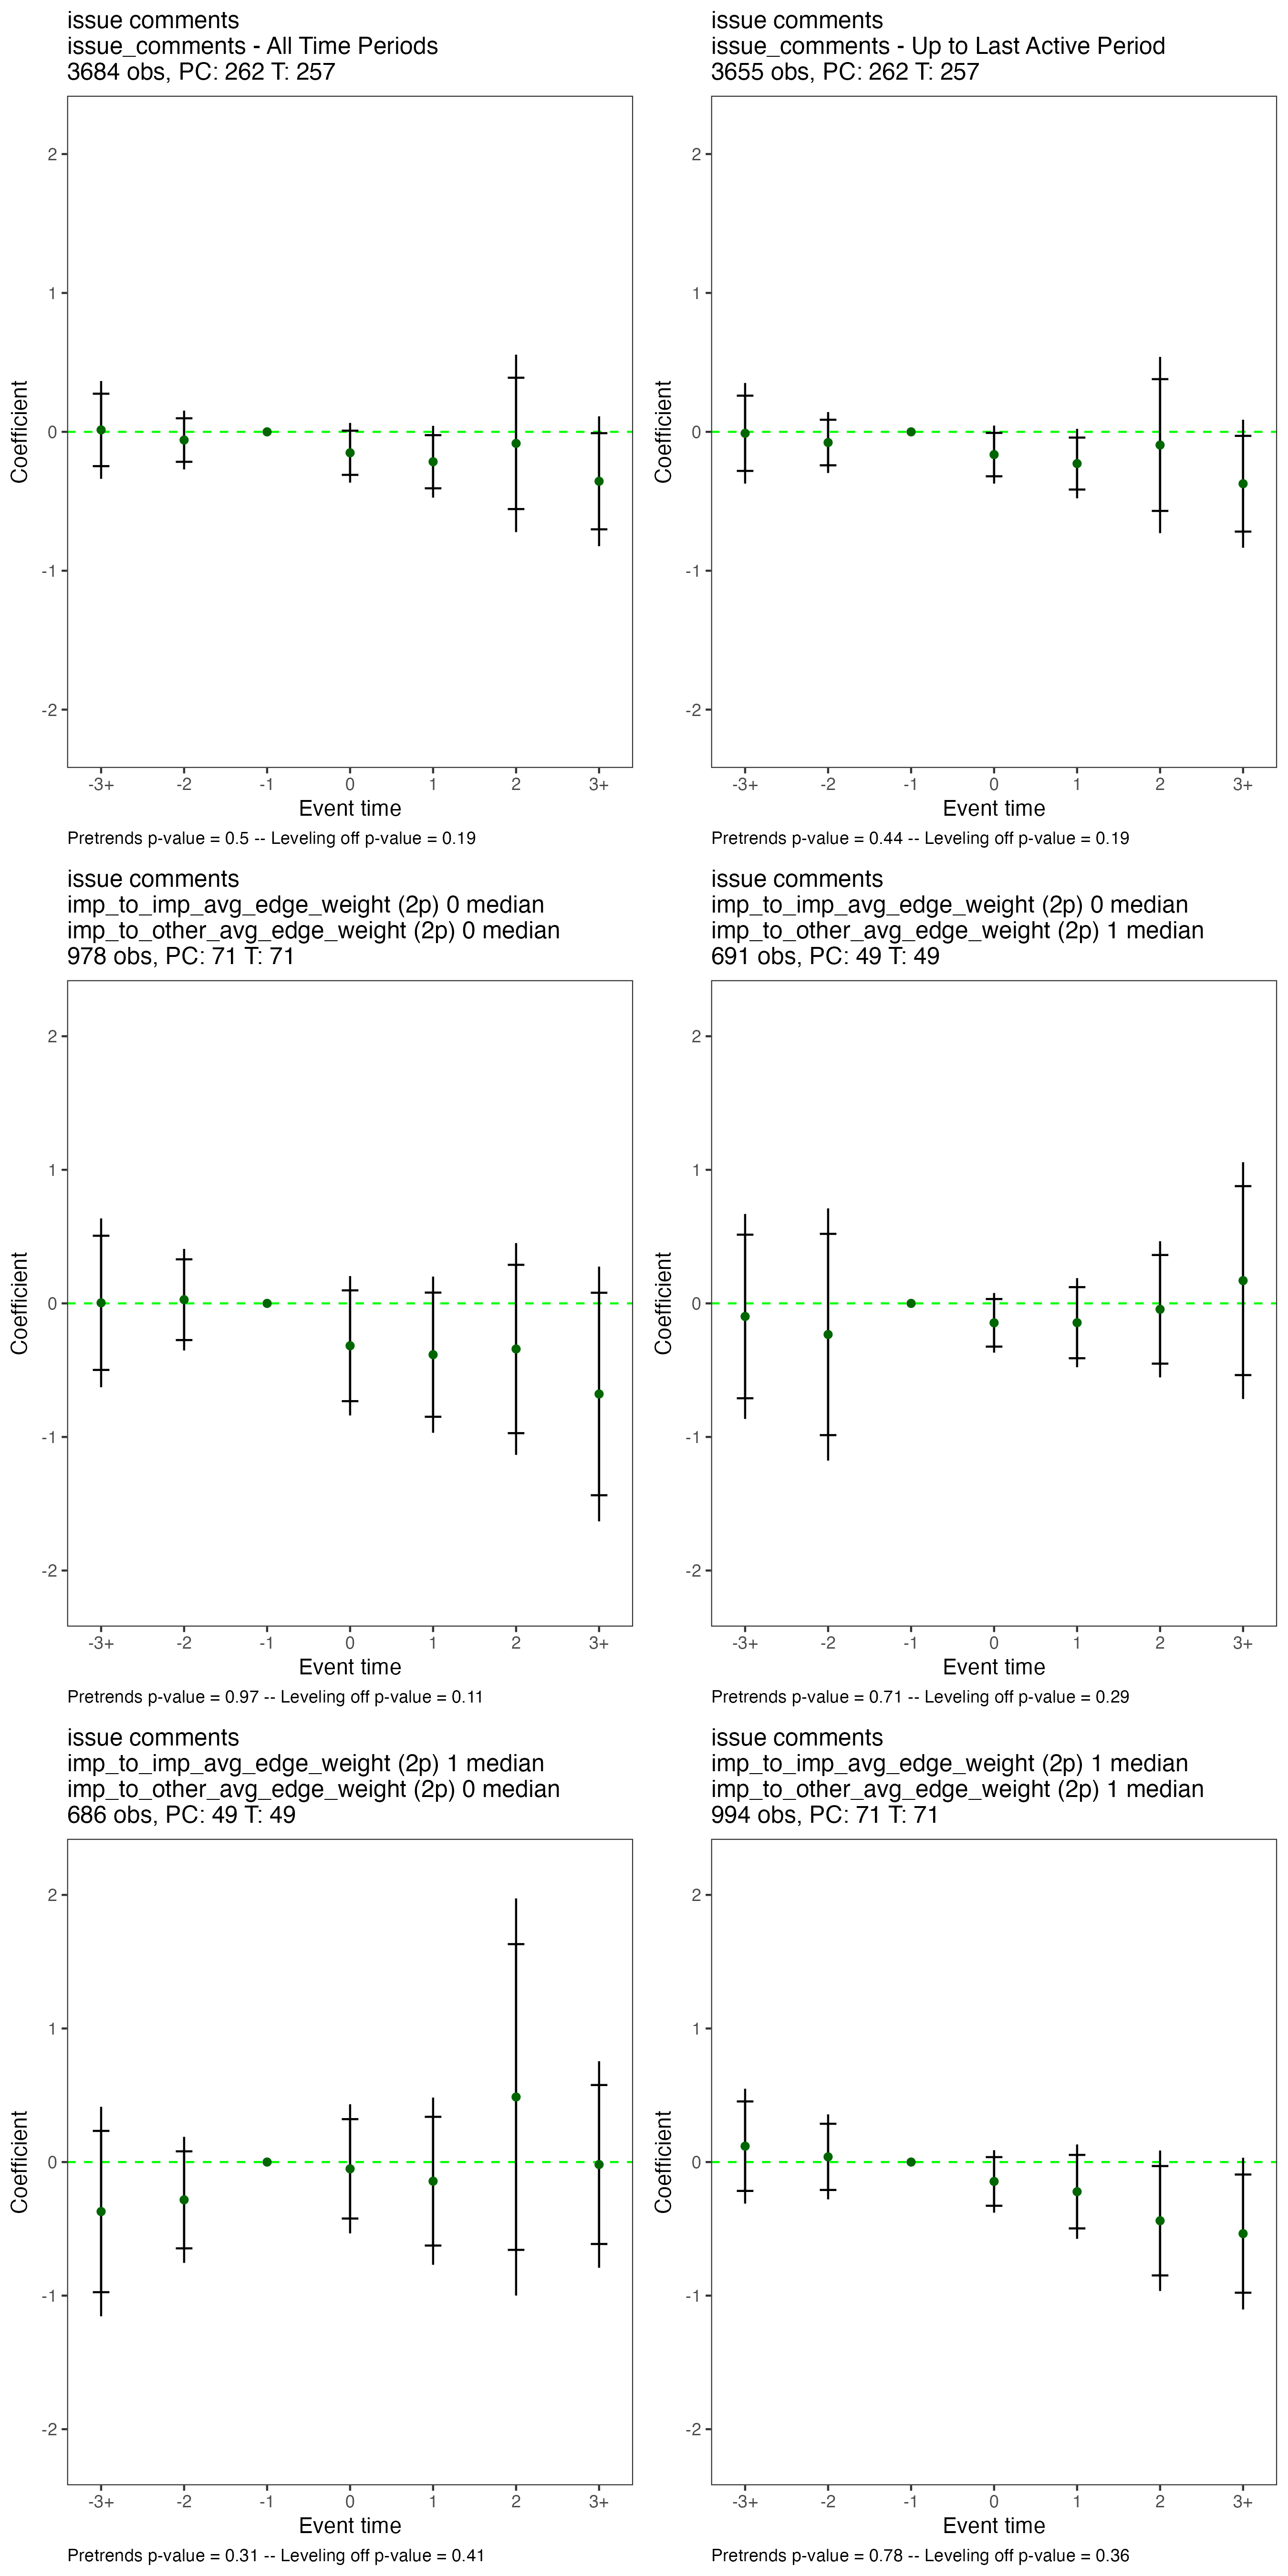 issue comments
issue_comments - All Time Periods
3684 obs, PC: 262 T: 257
2
1
0
-1
-2
Coefficient
-3+ -2 -1 0 1 2 3+
Event time
Pretrends p-value = 0.5 -- Leveling off p-value = 0.19
issue comments
issue_comments - Up to Last Active Period
3655 obs, PC: 262 T: 257
2
1
0
-1
-2
Coefficient
-3+ -2 -1 0 1 2 3+
Event time
Pretrends p-value = 0.44 -- Leveling off p-value = 0.19
issue comments
imp_to_imp_avg_edge_weight (2p) 0 median
imp_to_other_avg_edge_weight (2p) 0 median
978 obs, PC: 71 T: 71
2
1
0
-1
-2
Coefficient
-3+ -2 -1 0 1 2 3+
Event time
Pretrends p-value = 0.97 -- Leveling off p-value = 0.11
issue comments
imp_to_imp_avg_edge_weight (2p) 0 median
imp_to_other_avg_edge_weight (2p) 1 median
691 obs, PC: 49 T: 49
2
1
0
-1
-2
Coefficient
-3+ -2 -1 0 1 2 3+
Event time
Pretrends p-value = 0.71 -- Leveling off p-value = 0.29
issue comments
imp_to_imp_avg_edge_weight (2p) 1 median
imp_to_other_avg_edge_weight (2p) 0 median
686 obs, PC: 49 T: 49
2
1
0
-1
-2
Coefficient
-3+ -2 -1 0 1 2 3+
Event time
Pretrends p-value = 0.31 -- Leveling off p-value = 0.41
issue comments
imp_to_imp_avg_edge_weight (2p) 1 median
imp_to_other_avg_edge_weight (2p) 1 median
994 obs, PC: 71 T: 71
2
1
0
-1
-2
Coefficient
-3+ -2 -1 0 1 2 3+
Event time
Pretrends p-value = 0.78 -- Leveling off p-value = 0.36